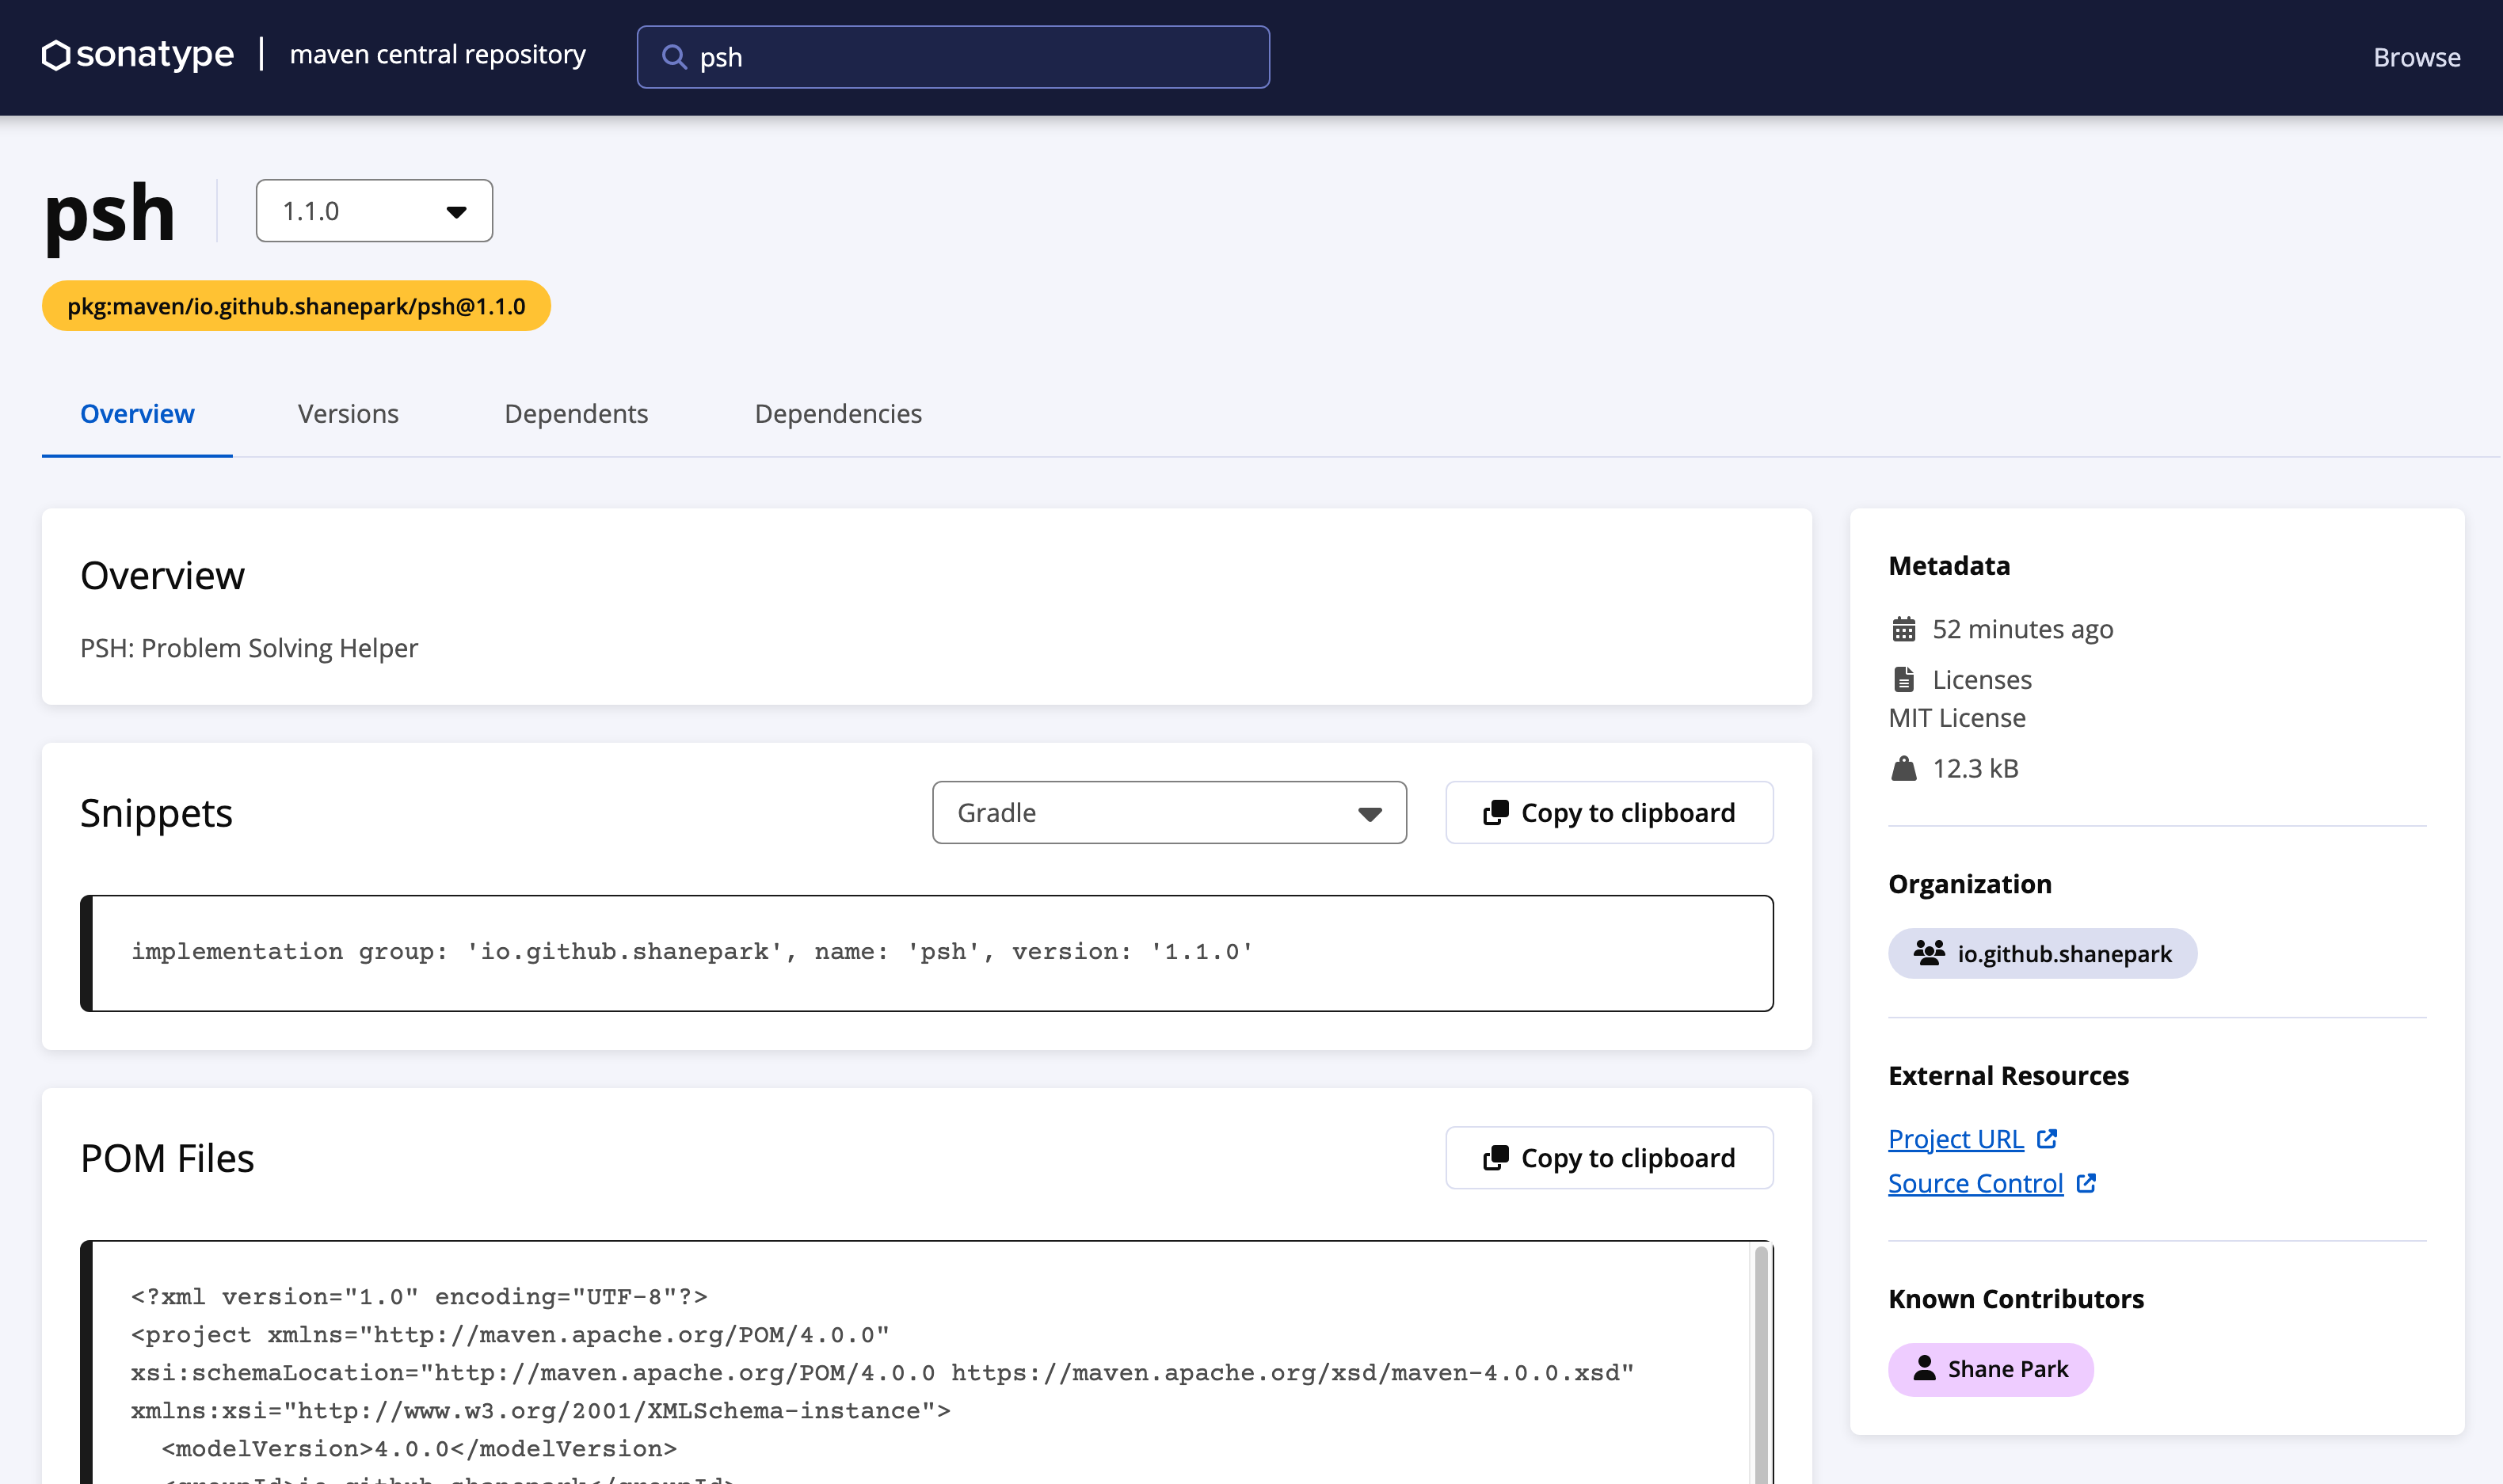 sonatype | maven central repository
psh
Browse
psh
1.1.0
pkg:maven/io.github.shanepark/psh@1.1.0
Overview Versions Dependents Dependencies
Overview
PSH: Problem Solving Helper
Snippets
Gradle
Copy to clipboard
implementation group: 'io.github.shanepark', name: 'psh', version: '1.1.0'
POM Files
Copy to clipboard
<?xml version="1.0" encoding="UTF-8"?>
<project xmlns="http://maven.apache.org/POM/4.0.0"
xsi:schemaLocation="http://maven.apache.org/POM/4.0.0 https://maven.apache.org/xsd/maven-4.0.0.xsd"
xmlns:xsi="http://www.w3.org/2001/XMLSchema-instance">
<modelVersion>4.0.0</modelVersion>
<groupId>io.github.shanepark</groupId>
Metadata
52 minutes ago
Licenses
MIT License
12.3 kB
Organization
io.github.shanepark
External Resources
Project URL
Source Control
Known Contributors
Shane Park